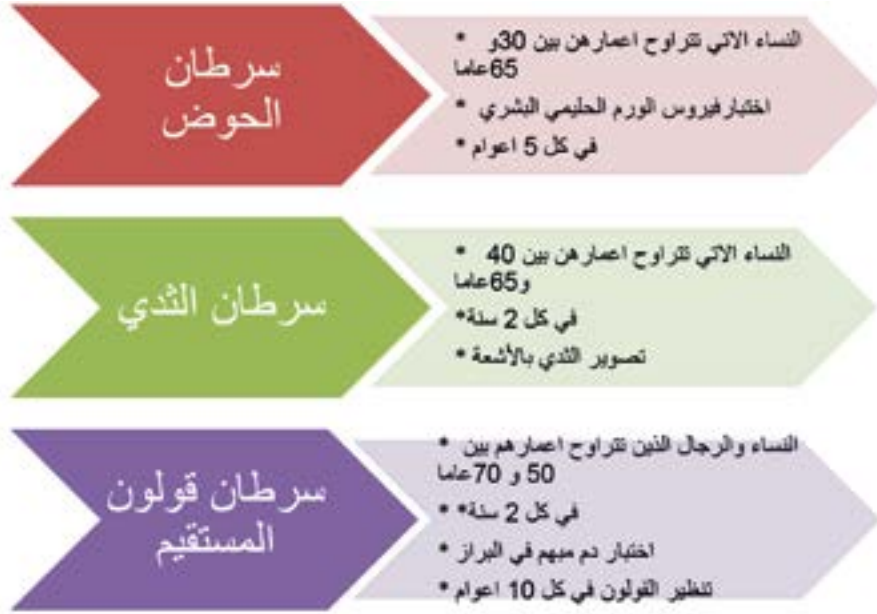 سرطان
الحوض
* النساء الاتي تتراوح اعمارهن بين 30و
65عاما
* اختبارفيروس الورم الحليمي البشري
* في كل 5 اعوام
سرطان الثدي
* النساء الاتي تتراوح اعمارهن بين 40
و65عاما
*في كل 2 سنة
* تصوير الثدي بالأشعة
سرطان قولون
المستقيم
* النساء والرجال الذين تتراوح اعمارهم بين
50 و 70عاما
* *في كل 2 سنة
* اختبار دم مبهم في البراز
* تنظير القولون في كل 10 اعوام